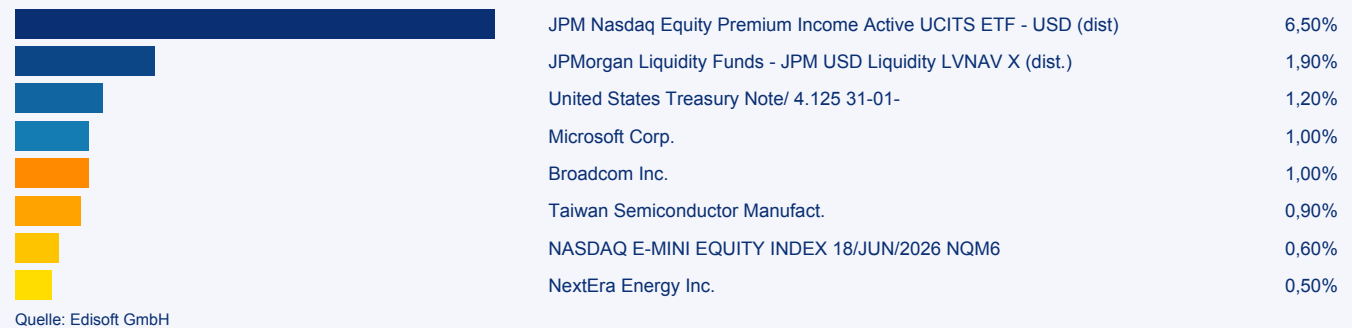 JPM Nasdaq Equity Premium Income Active UCITS ETF - USD (dist) 6,50%
JPMorgan Liquidity Funds - JPM USD Liquidity LVNAV X (dist.) 1,90%
United States Treasury Note/ 4.125 31-01- 1,20%
Microsoft Corp. 1,00%
Broadcom Inc. 1,00%
Taiwan Semiconductor Manufact. 0,90%
NASDAQ E-MINI EQUITY INDEX 18/JUN/2026 NQM6 0,60%
NextEra Energy Inc. 0,50%
Quelle: Edisoft GmbH